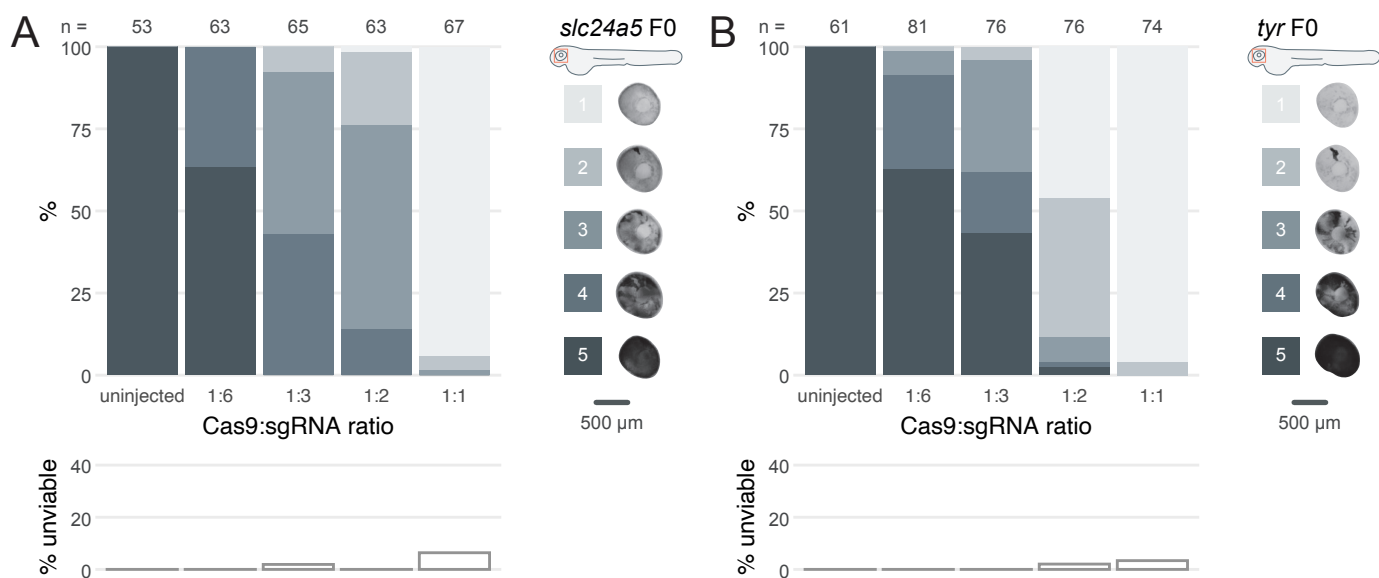 A
n = 53 63 65 63 67
slc24a5 F0
100
75
50
25
0
%
uninjected 1:6 1:3 1:2 1:1
Cas9:sgRNA ratio
1
2
3
4
5
500 µm
% unviable
40
20
0
B
n = 61 81 76 76 74
tyr F0
100
75
50
25
0
%
uninjected 1:6 1:3 1:2 1:1
Cas9:sgRNA ratio
1
2
3
4
5
500 µm
% unviable
40
20
0